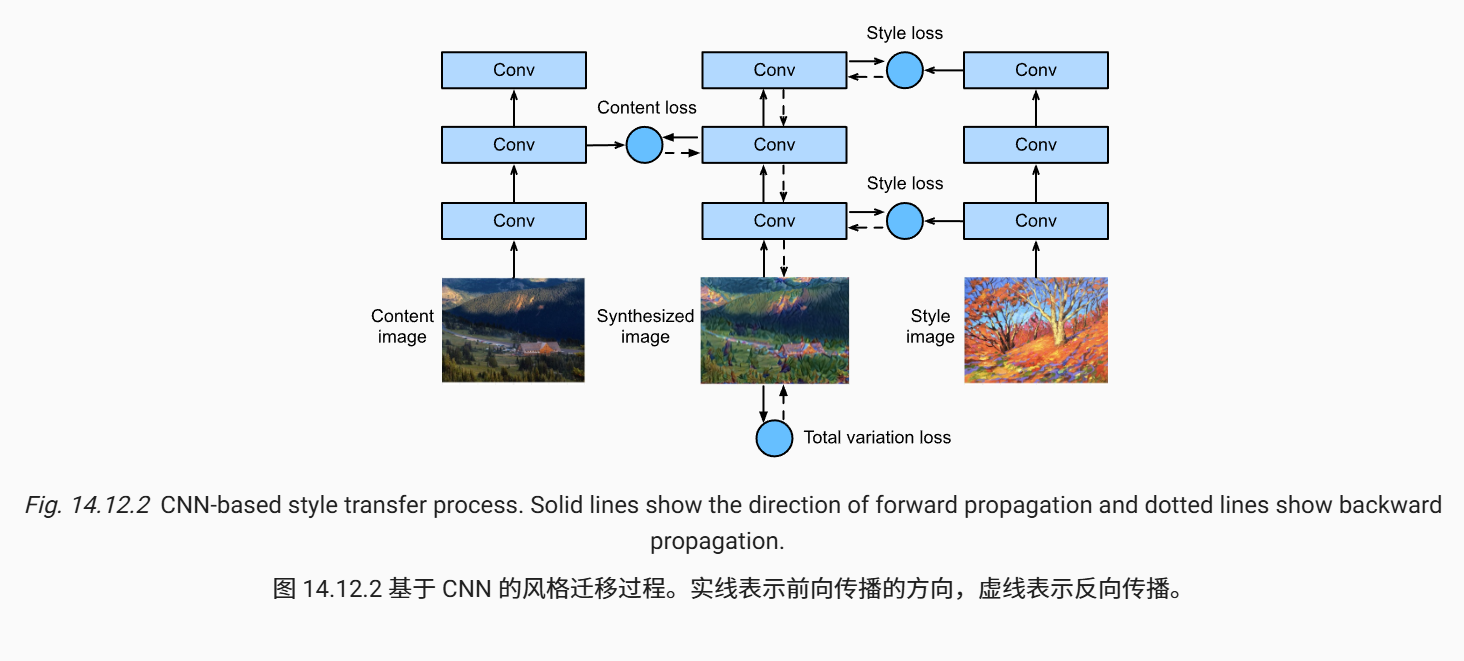 Style loss
Conv
Conv
Conv
Content loss
Conv
Conv
Conv
Style loss
Conv
Conv
Conv
Content
image
Synthesized
image
Style
image
Total variation loss
Fig. 14.12.2 CNN-based style transfer process. Solid lines show the direction of forward propagation and dotted lines show backward
propagation.
图 14.12.2 基于 CNN 的风格迁移过程。实线表示前向传播的方向，虚线表示反向传播。